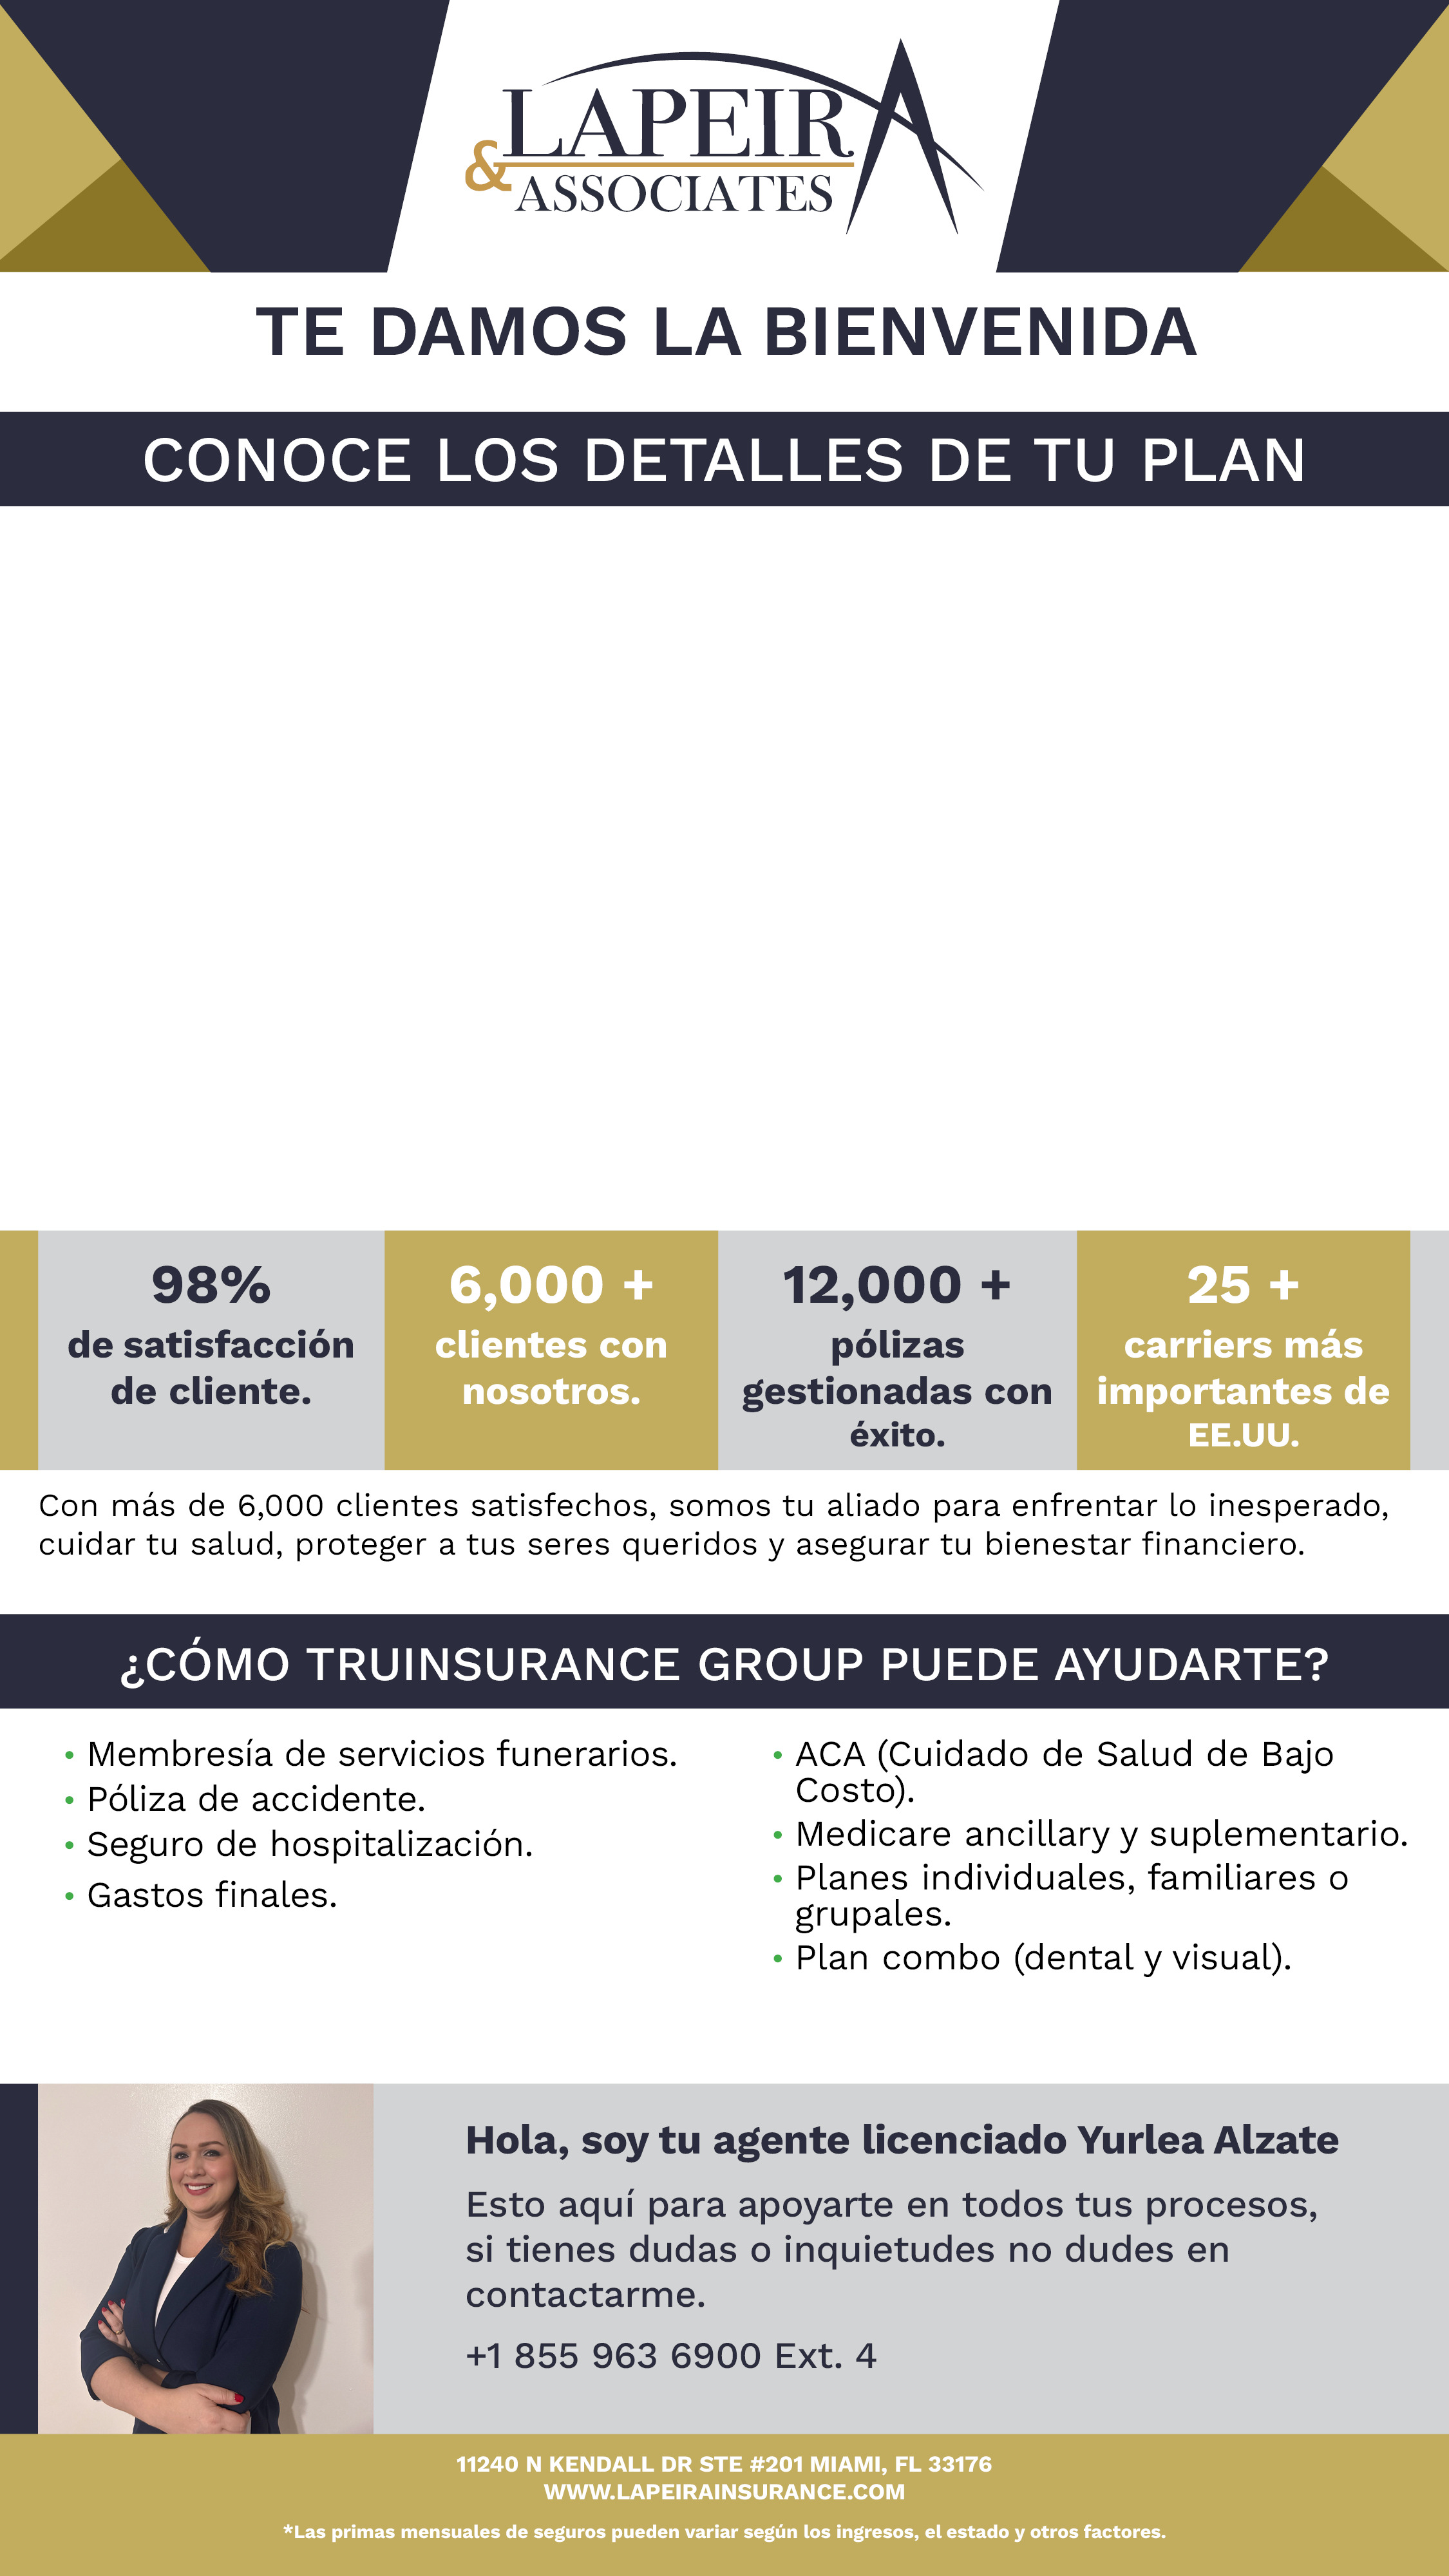 LAPEIRA
& ASSOCIATES
TE DAMOS LA BIENVENIDA
CONOCE LOS DETALLES DE TU PLAN
98%
de satisfacción
de cliente.
6,000 +
clientes con
nosotros.
12,000 +
pólizas
gestionadas con
éxito.
25 +
carriers más
importantes de
EE.UU.
Con más de 6,000 clientes satisfechos, somos tu aliado para enfrentar lo inesperado,
cuidar tu salud, proteger a tus seres queridos y asegurar tu bienestar financiero.
¿CÓMO TRUINSURANCE GROUP PUEDE AYUDARTE?
• Membresía de servicios funerarios.
• Póliza de accidente.
• Seguro de hospitalización.
• Gastos finales.
• ACA (Cuidado de Salud de Bajo
Costo).
• Medicare ancillary y suplementario.
• Planes individuales, familiares o
grupales.
• Plan combo (dental y visual).
Hola, soy tu agente licenciado Yurlea Alzate
Esto aquí para apoyarte en todos tus procesos,
si tienes dudas o inquietudes no dudes en
contactarme.
+1 855 963 6900 Ext. 4
11240 N KENDALL DR STE #201 MIAMI, FL 33176
WWW.LAPEIRAINSURANCE.COM
*Las primas mensuales de seguros pueden variar según los ingresos, el estado y otros factores.